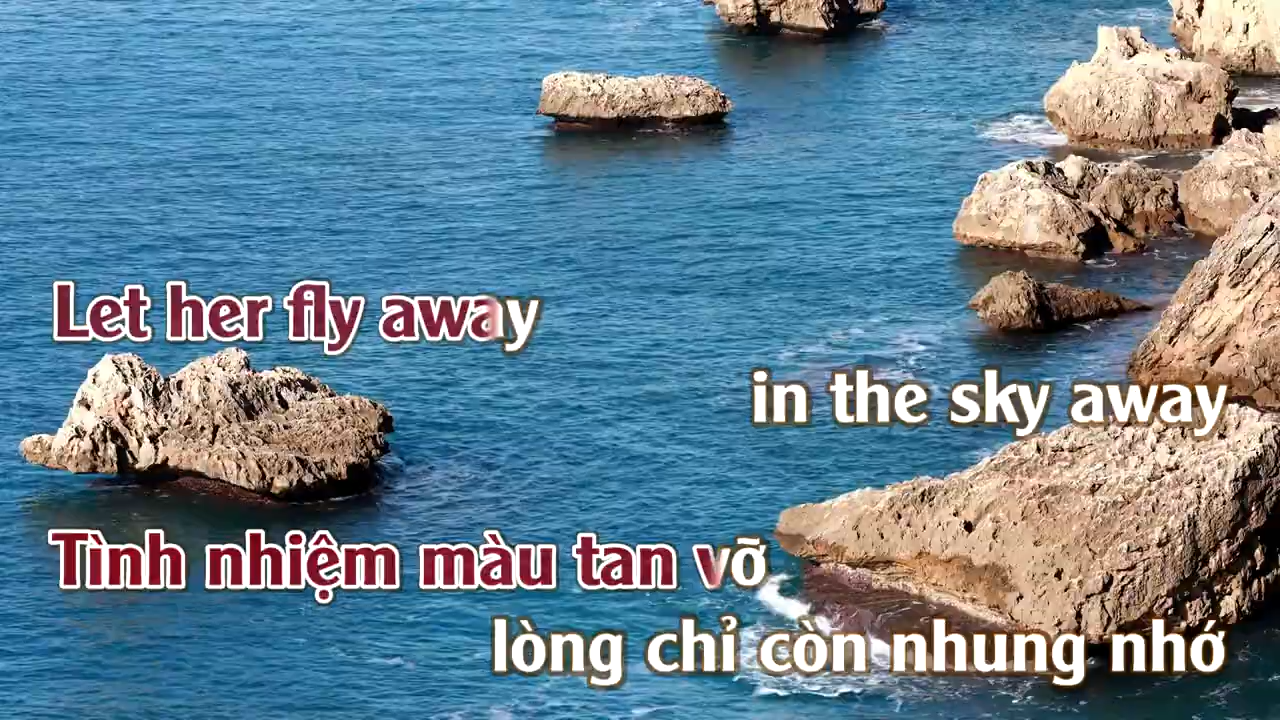 Let her fly away
in the sky away
Tình nhiệm màu tan vỡ
lòng chỉ còn nhung nhớ